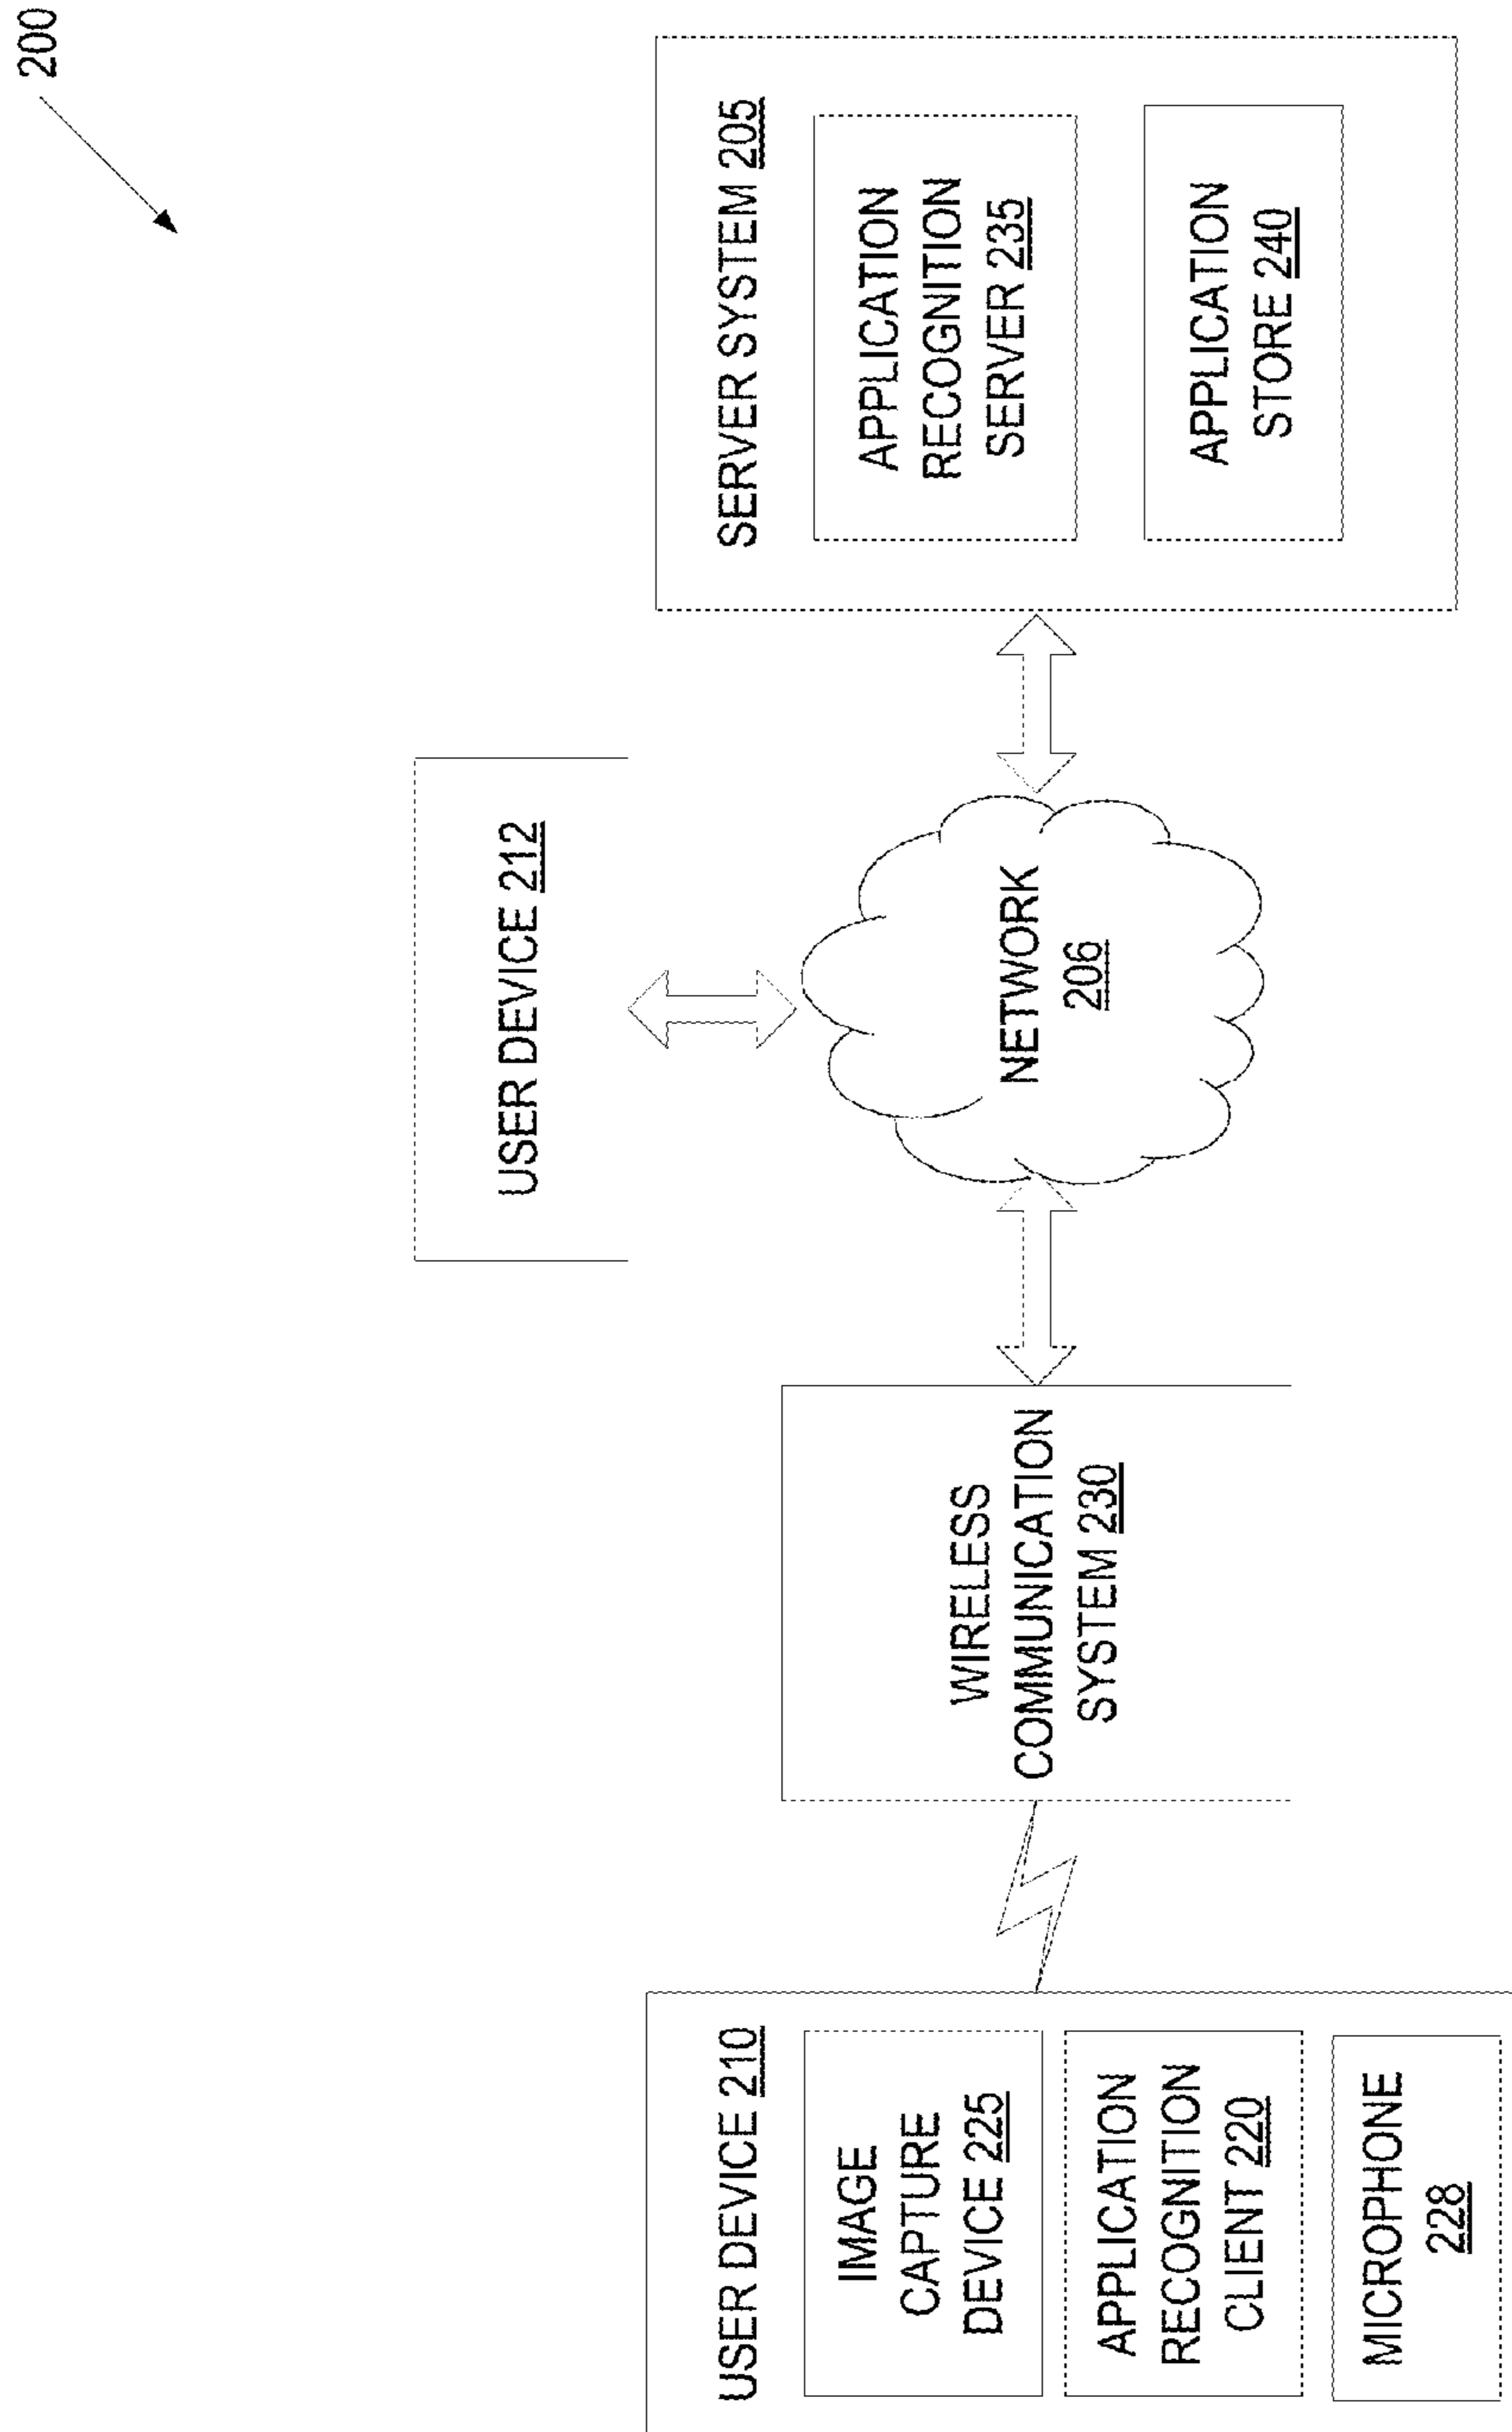 200
USER DEVICE 210
IMAGE
CAPTURE
DEVICE 225
APPLICATION
RECOGNITION
CLIENT 220
MICROPHONE
228
WIRELESS
COMMUNICATION
SYSTEM 230
USER DEVICE 212
NETWORK
206
SERVER SYSTEM 205
APPLICATION
RECOGNITION
SERVER 235
APPLICATION
STORE 240